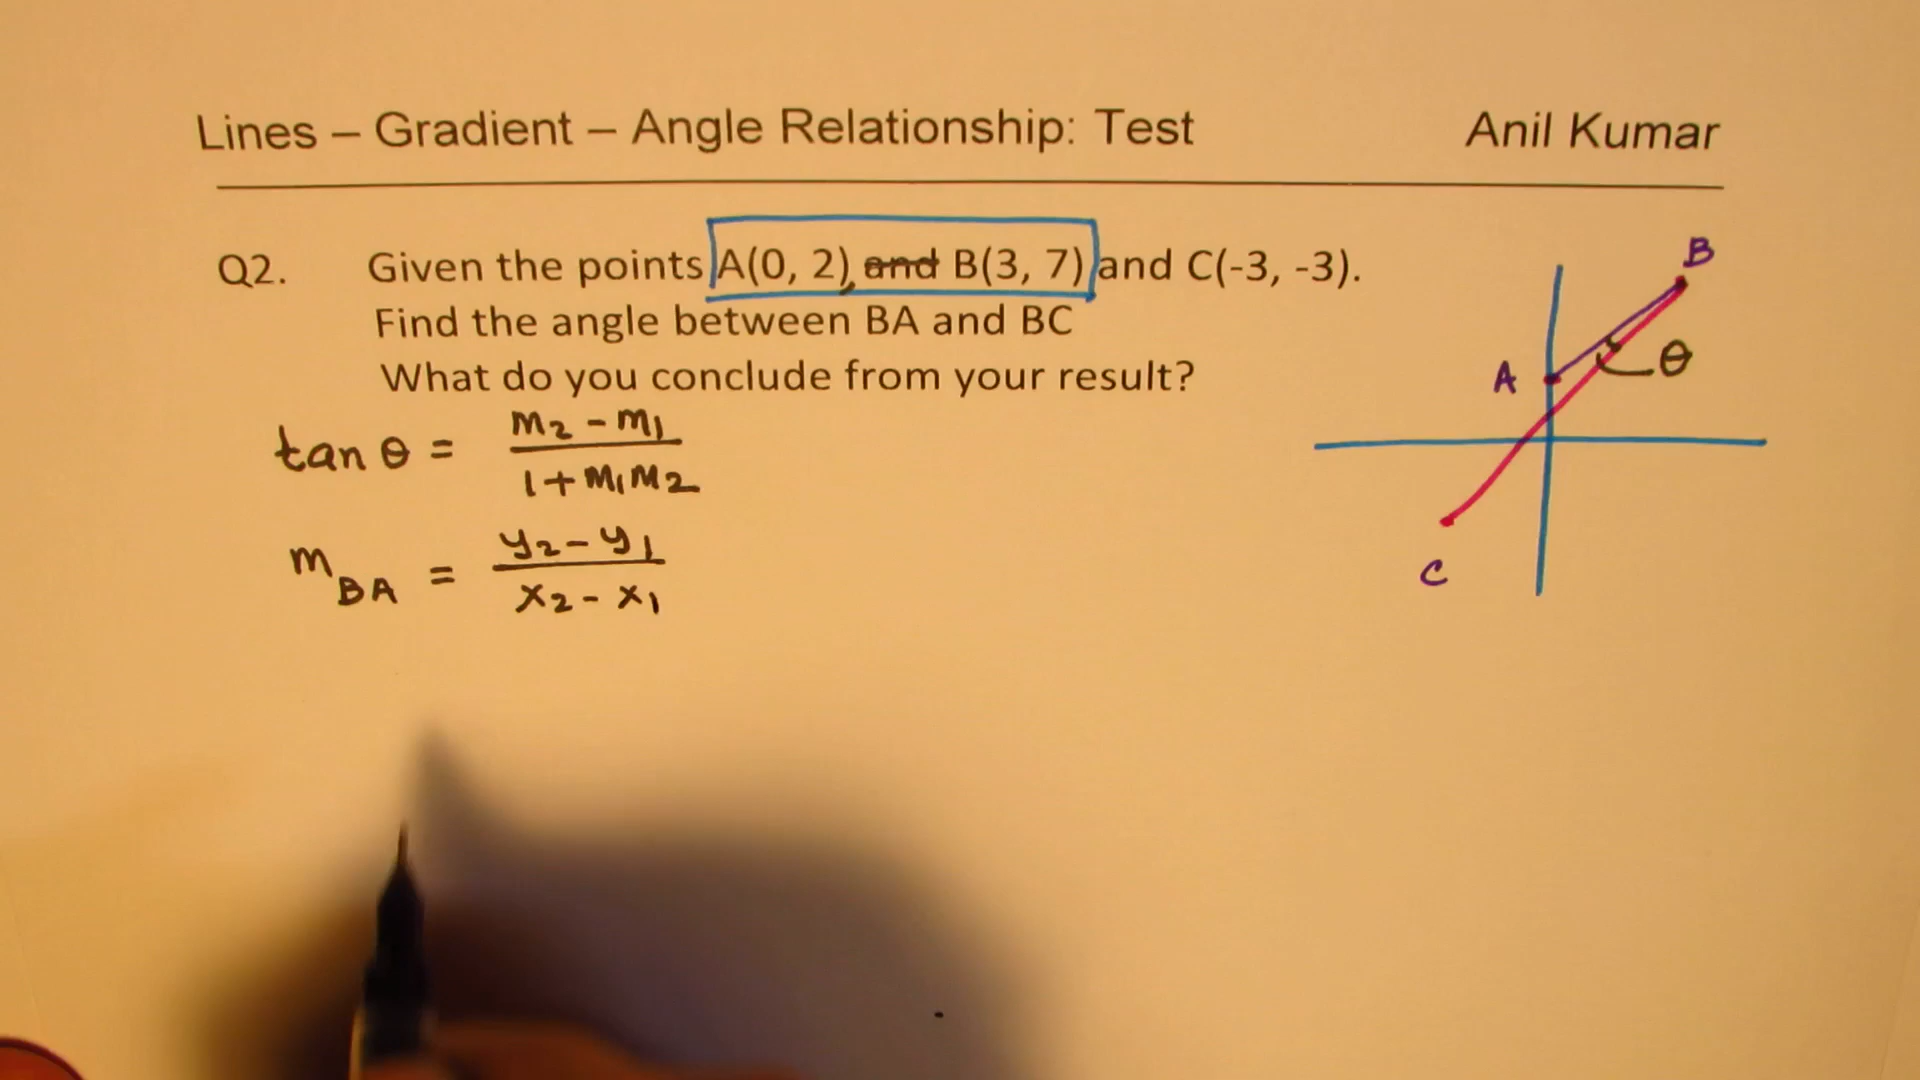 Lines – Gradient – Angle Relationship: Test Anil Kumar
Q2. Given the points A(0, 2), and B(3, 7) and C(-3, -3).
Find the angle between BA and BC
What do you conclude from your result?
tan θ = m2 - m1 / 1 + m1m2
m BA = y2 - y1 / x2 - x1
B
A
θ
C